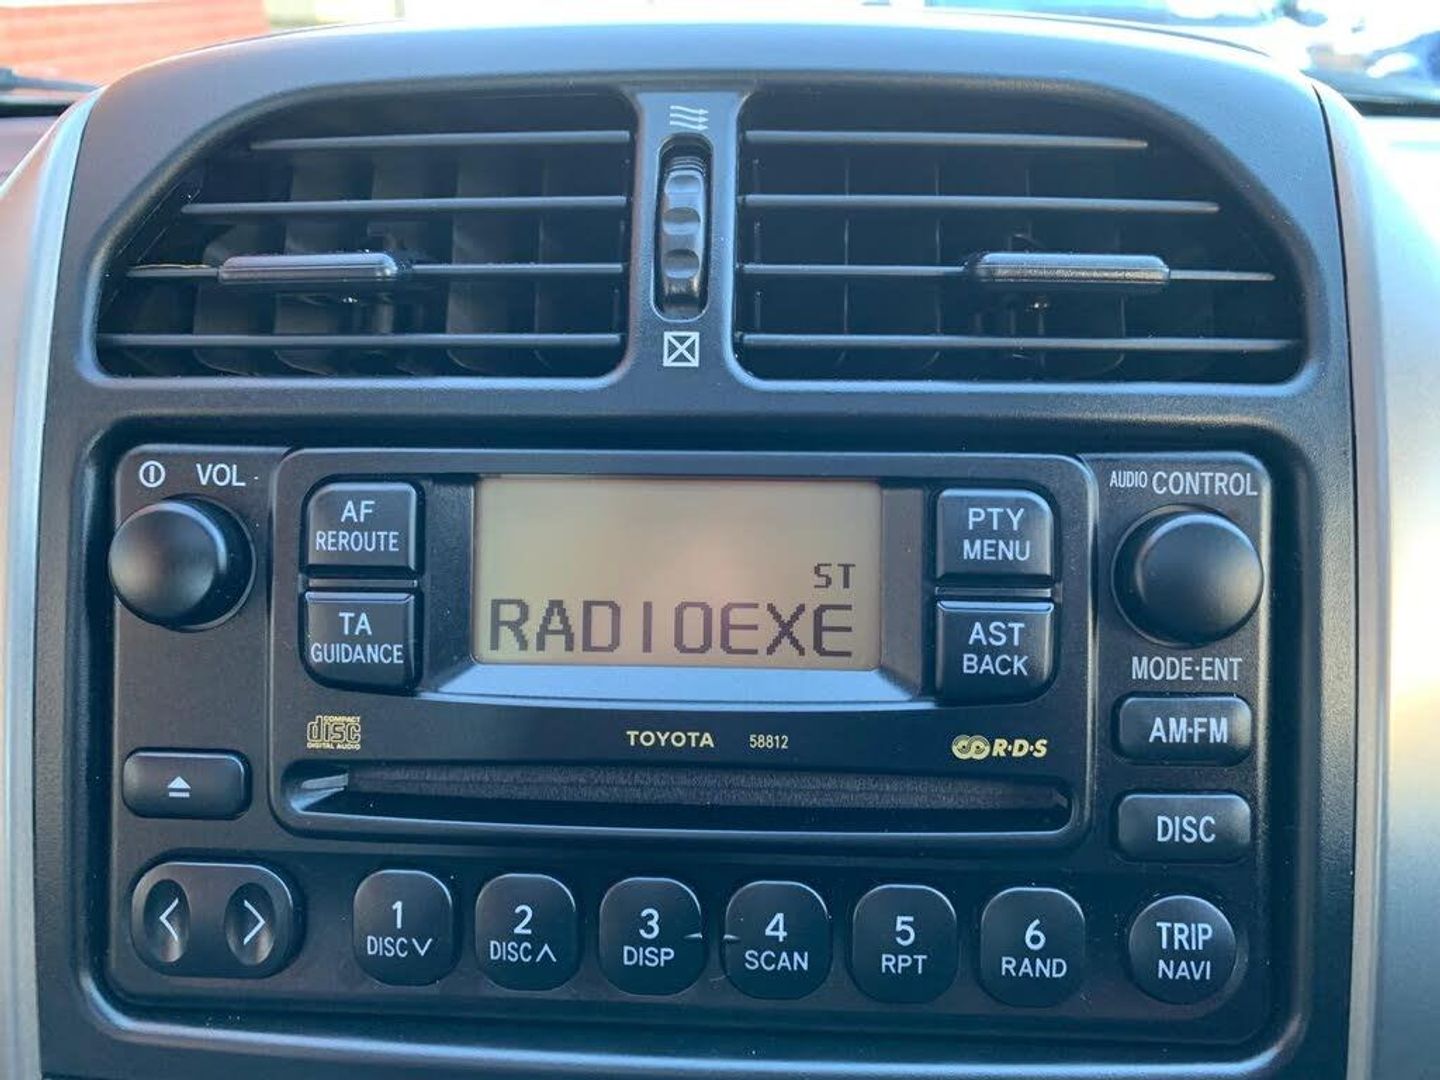 VOL
AUDIO CONTROL
AF
REROUTE
PTY
MENU
ST
RADIOEXE
TA
GUIDANCE
AST
BACK
MODE·ENT
COMPACT
disc
DIGITAL AUDIO
TOYOTA 58812
R·D·S
AM·FM
DISC
1
DISC
2
DISC
3
DISP
4
SCAN
5
RPT
6
RAND
TRIP
NAVI